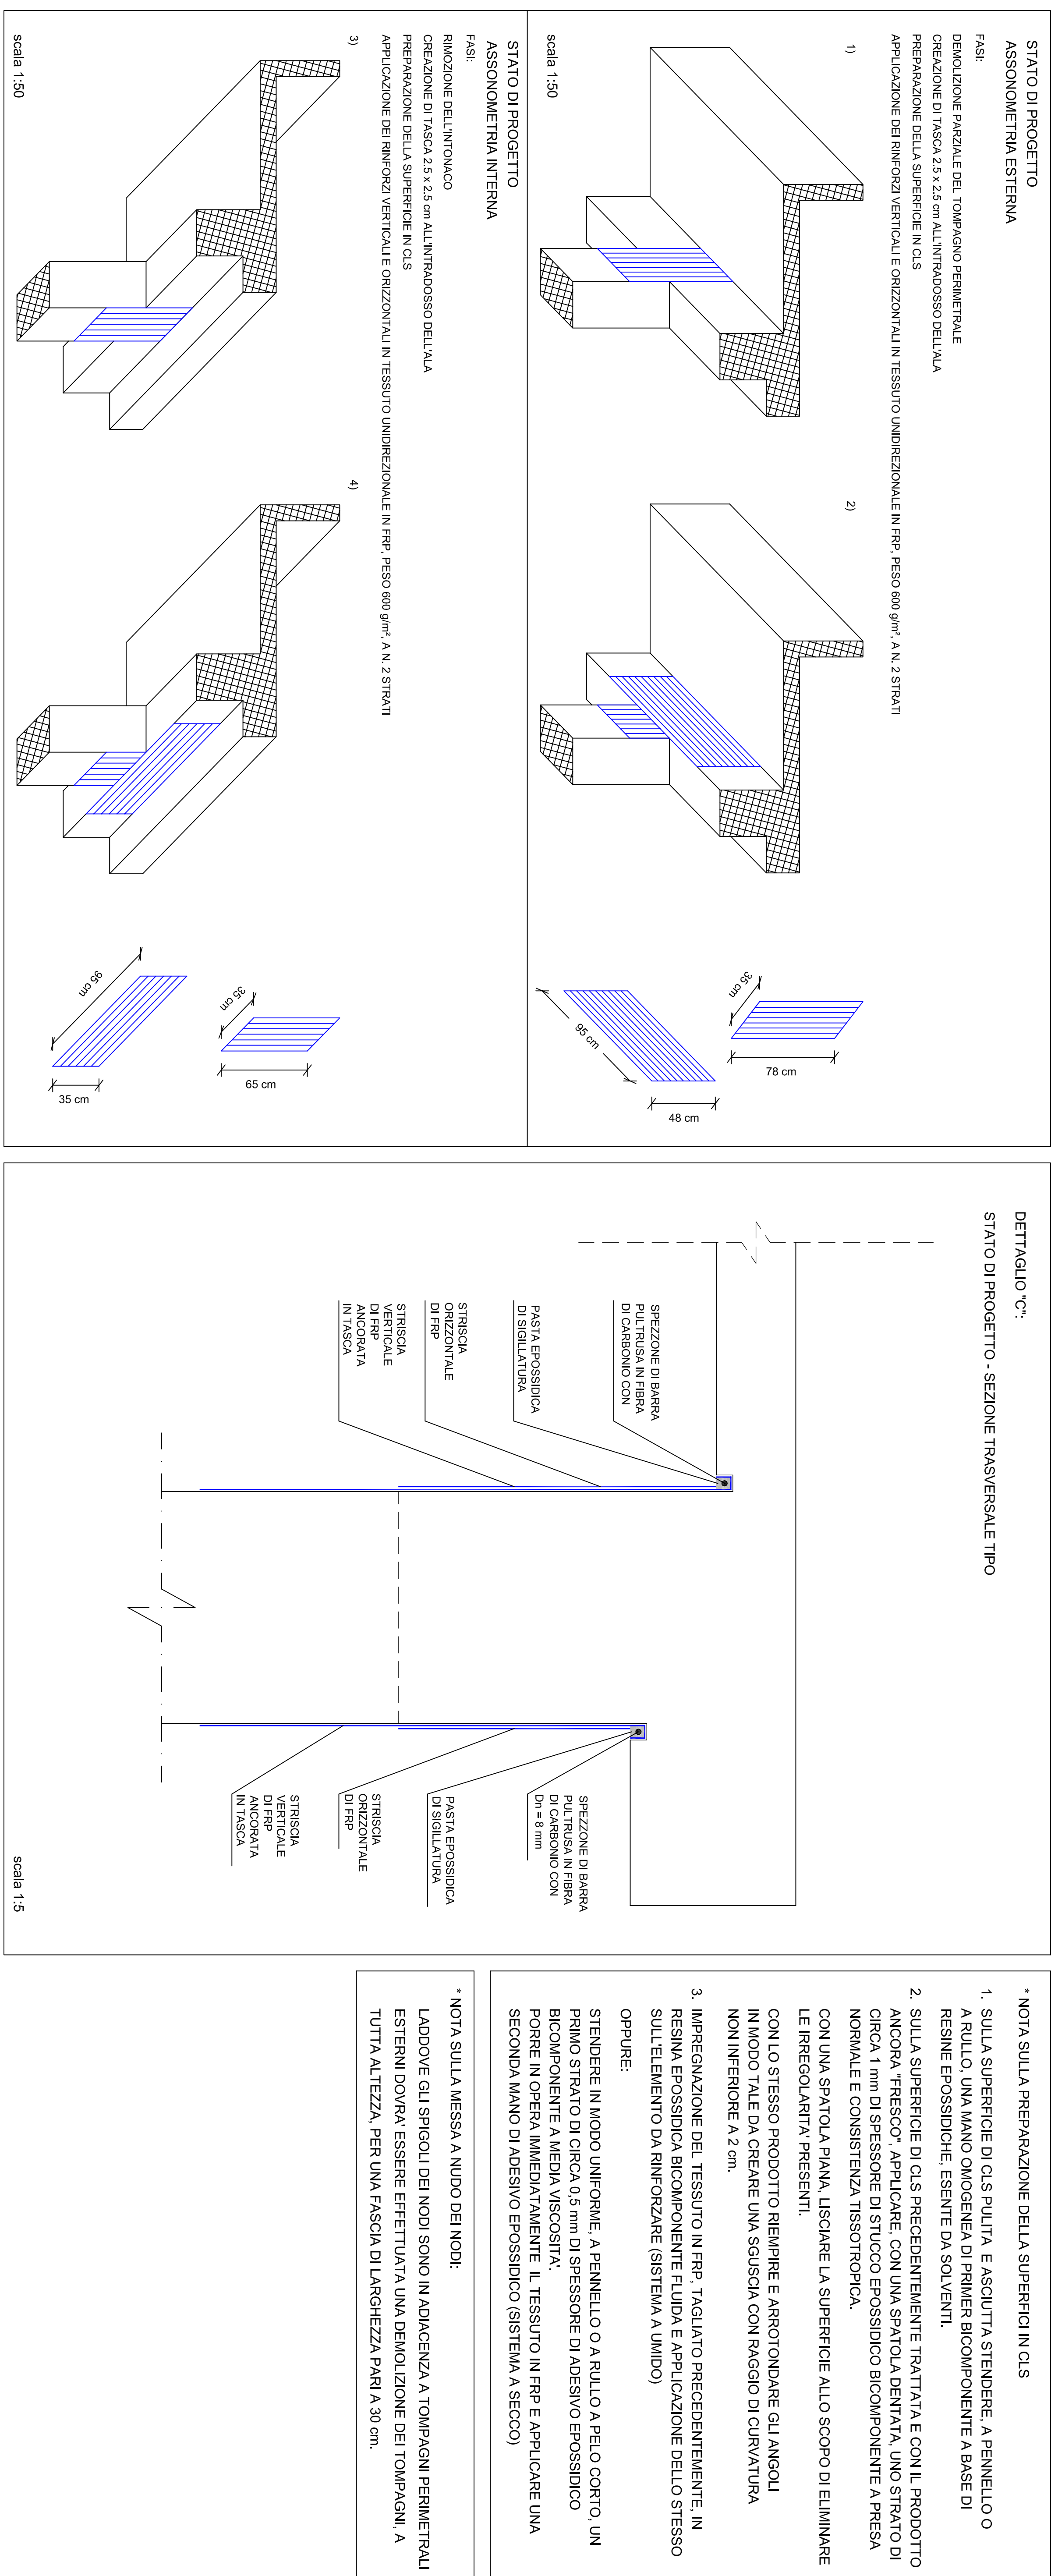 STATO DI PROGETTO
ASSONOMETRIA ESTERNA
FASI:
DEMOLIZIONE PARZIALE DEL TOMPAGNO PERIMETRALE
CREAZIONE DI TASCA 2.5 x 2.5 cm ALL'INTRADOSSO DELL'ALA
PREPARAZIONE DELLA SUPERFICIE IN CLS
APPLICAZIONE DEI RINFORZI VERTICALI E ORIZZONTALI IN TESSUTO UNIDIREZIONALE IN FRP, PESO 600 g/m², A N. 2 STRATI
1)
2)
35 cm
78 cm
95 cm
48 cm
scala 1:50
STATO DI PROGETTO
ASSONOMETRIA INTERNA
FASI:
RIMOZIONE DELL'INTONACO
CREAZIONE DI TASCA 2.5 x 2.5 cm ALL'INTRADOSSO DELL'ALA
PREPARAZIONE DELLA SUPERFICIE IN CLS
APPLICAZIONE DEI RINFORZI VERTICALI E ORIZZONTALI IN TESSUTO UNIDIREZIONALE IN FRP, PESO 600 g/m², A N. 2 STRATI
3)
4)
35 cm
65 cm
95 cm
35 cm
scala 1:50
DETTAGLIO "C":
STATO DI PROGETTO - SEZIONE TRASVERSALE TIPO
SPEZZONE DI BARRA
PULTRUSA IN FIBRA
DI CARBONIO CON
PASTA EPOSSIDICA
DI SIGILLATURA
STRISCIA
ORIZZONTALE
DI FRP
STRISCIA
VERTICALE
DI FRP
ANCORATA
IN TASCA
SPEZZONE DI BARRA
PULTRUSA IN FIBRA
DI CARBONIO CON
Dn = 8 mm
PASTA EPOSSIDICA
DI SIGILLATURA
STRISCIA
ORIZZONTALE
DI FRP
STRISCIA
VERTICALE
DI FRP
ANCORATA
IN TASCA
scala 1:5
* NOTA SULLA PREPARAZIONE DELLA SUPERFICI IN CLS
1. SULLA SUPERFICIE DI CLS PULITA E ASCIUTTA STENDERE, A PENNELLO O
A RULLO, UNA MANO OMOGENEA DI PRIMER BICOMPONENTE A BASE DI
RESINE EPOSSIDICHE, ESENTE DA SOLVENTI.
2. SULLA SUPERFICIE DI CLS PRECEDENTEMENTE TRATTATA E CON IL PRODOTTO
ANCORA "FRESCO", APPLICARE, CON UNA SPATOLA DENTATA, UNO STRATO DI
CIRCA 1 mm DI SPESSORE DI STUCCO EPOSSIDICO BICOMPONENTE A PRESA
NORMALE E CONSISTENZA TISSOTROPICA.
CON UNA SPATOLA PIANA, LISCIARE LA SUPERFICIE ALLO SCOPO DI ELIMINARE
LE IRREGOLARITA' PRESENTI.
CON LO STESSO PRODOTTO RIEMPIRE E ARROTONDARE GLI ANGOLI
IN MODO TALE DA CREARE UNA SGUSCIA CON RAGGIO DI CURVATURA
NON INFERIORE A 2 cm.
3. IMPREGNAZIONE DEL TESSUTO IN FRP, TAGLIATO PRECEDENTEMENTE, IN
RESINA EPOSSIDICA BICOMPONENTE FLUIDA E APPLICAZIONE DELLO STESSO
SULL'ELEMENTO DA RINFORZARE (SISTEMA A UMIDO)
OPPURE:
STENDERE IN MODO UNIFORME, A PENNELLO O A RULLO A PELO CORTO, UN
PRIMO STRATO DI CIRCA 0,5 mm DI SPESSORE DI ADESIVO EPOSSIDICO
BICOMPONENTE A MEDIA VISCOSITA'.
PORRE IN OPERA IMMEDIATAMENTE IL TESSUTO IN FRP E APPLICARE UNA
SECONDA MANO DI ADESIVO EPOSSIDICO (SISTEMA A SECCO)
* NOTA SULLA MESSA A NUDO DEI NODI:
LADDOVE GLI SPIGOLI DEI NODI SONO IN ADIACENZA A TOMPAGNI PERIMETRALI
ESTERNI DOVRA' ESSERE EFFETTUATA UNA DEMOLIZIONE DEI TOMPAGNI, A
TUTTA ALTEZZA, PER UNA FASCIA DI LARGHEZZA PARI A 30 cm.